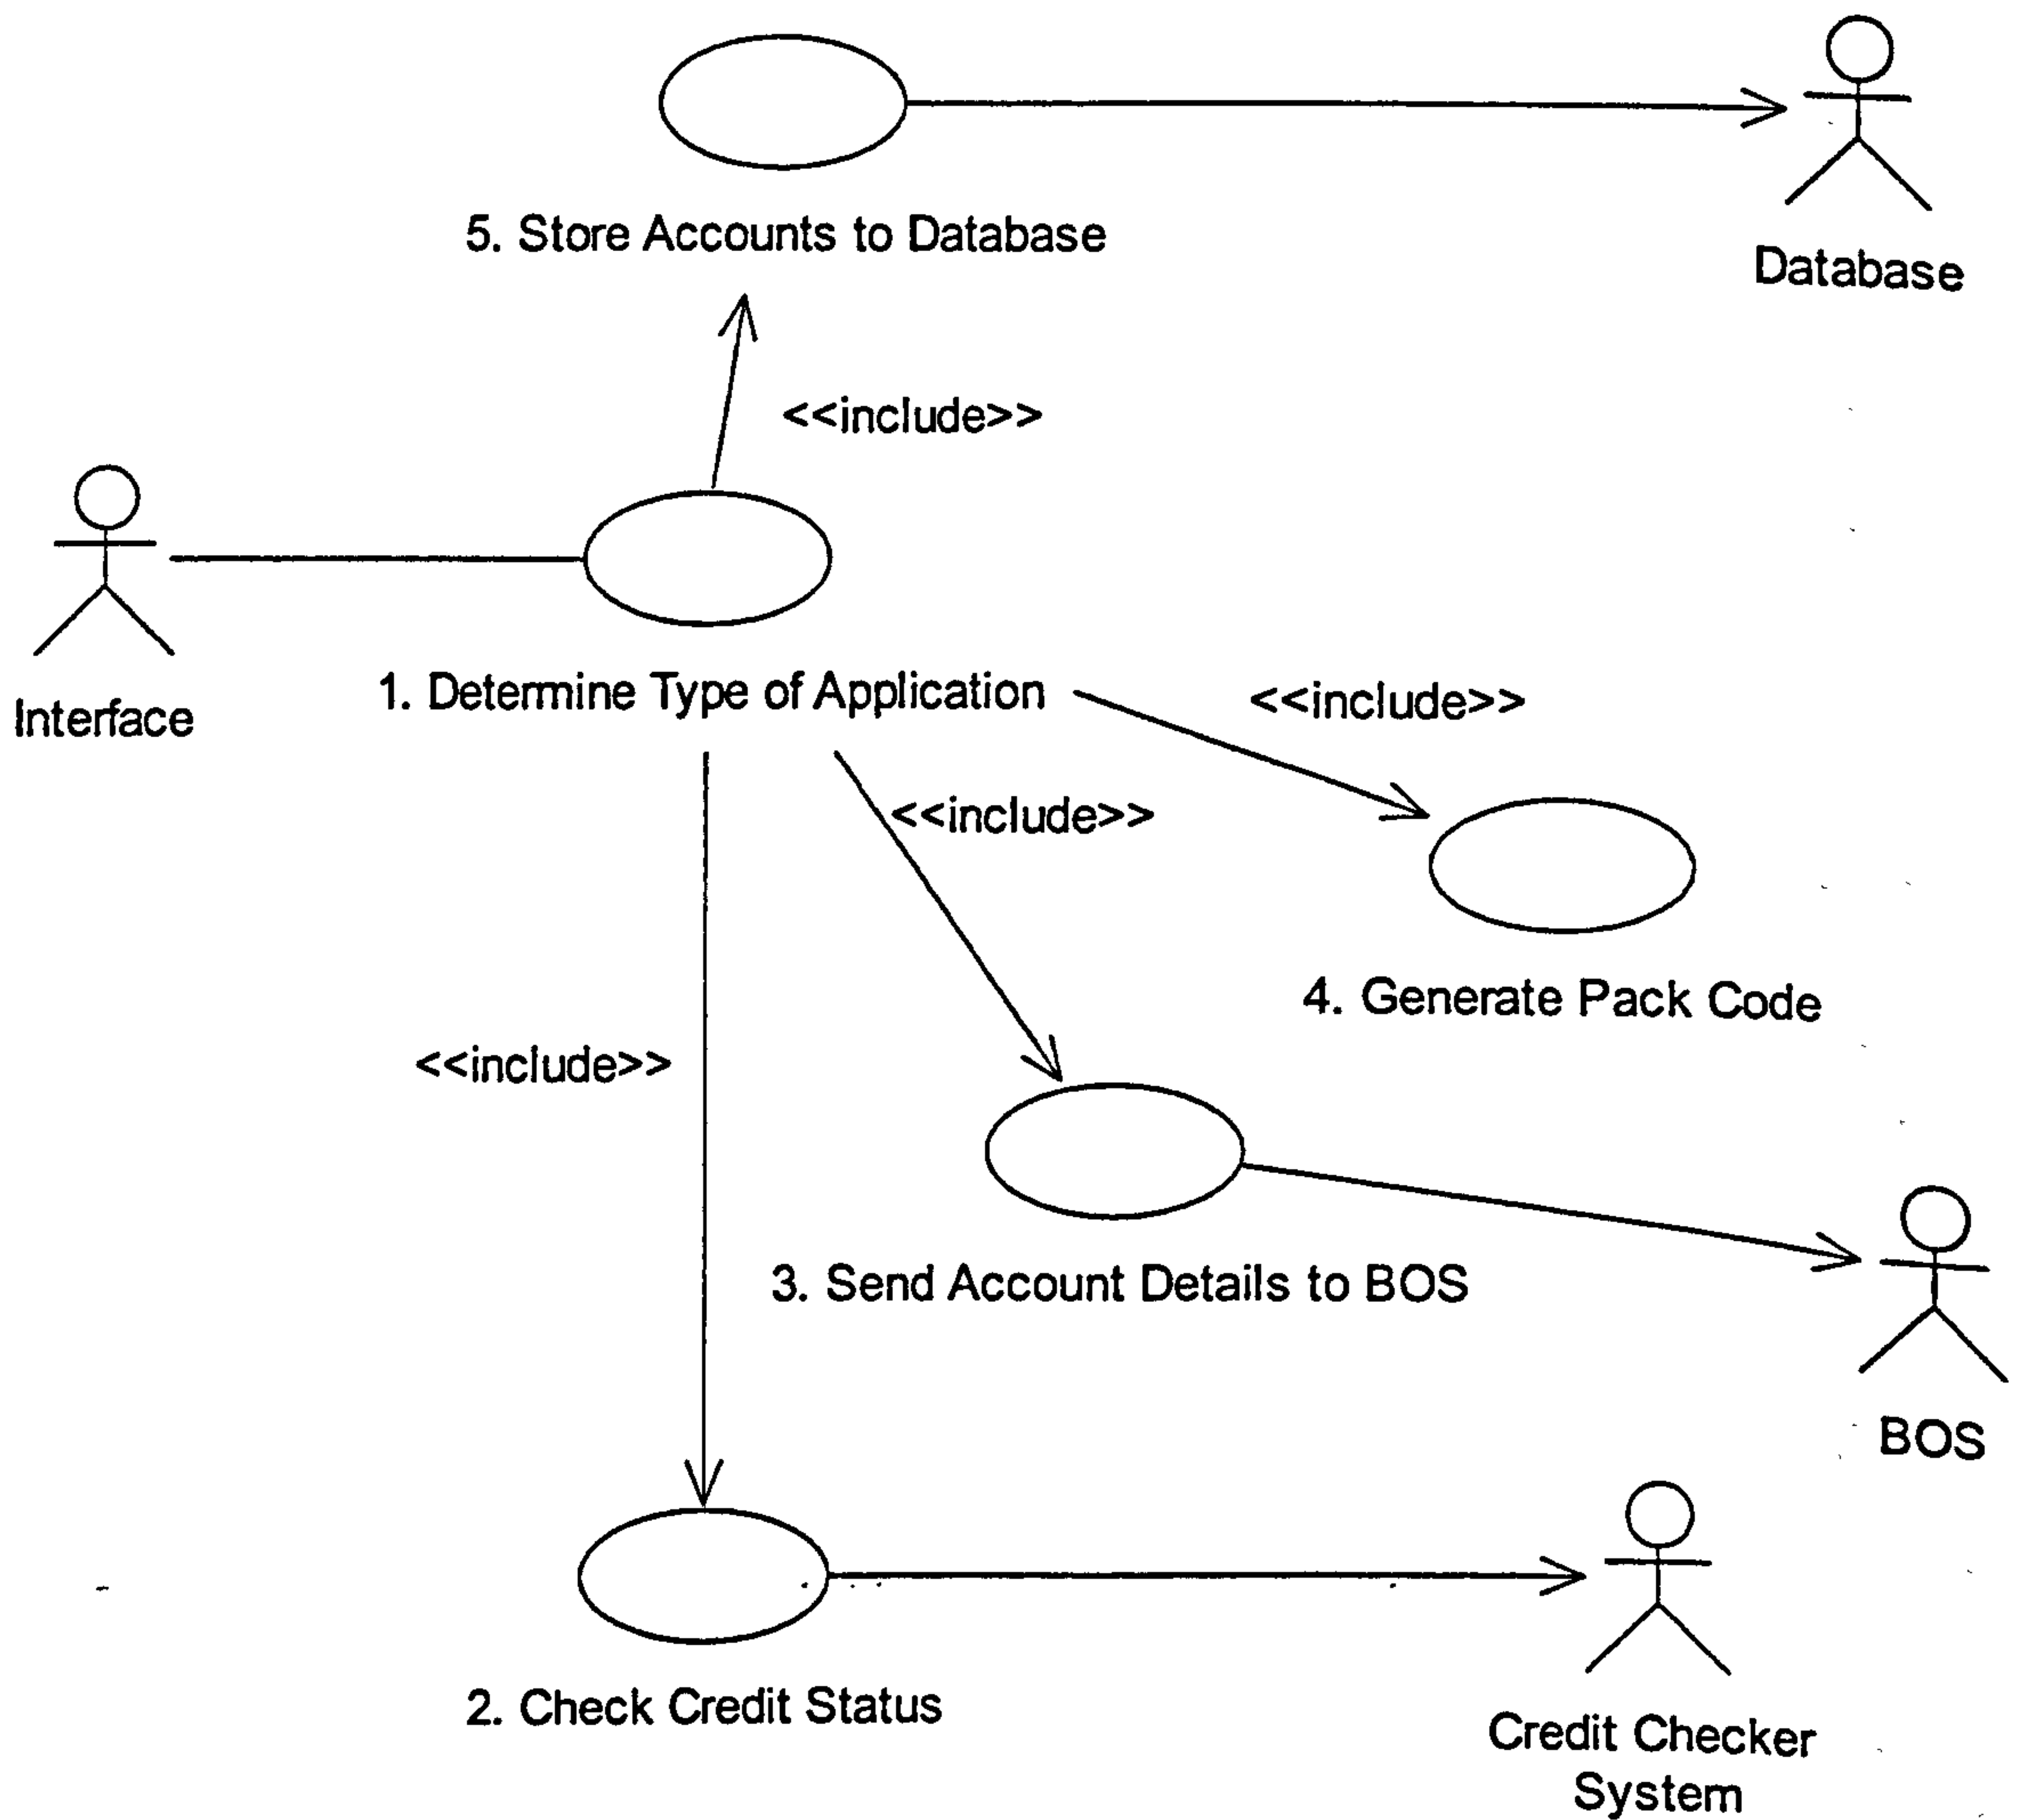 5. Store Accounts to Database
Database
<<include>>
Interface
1. Determine Type of Application
<<include>>
<<include>>
4. Generate Pack Code
<<include>>
3. Send Account Details to BOS
BOS
2. Check Credit Status
Credit Checker
System